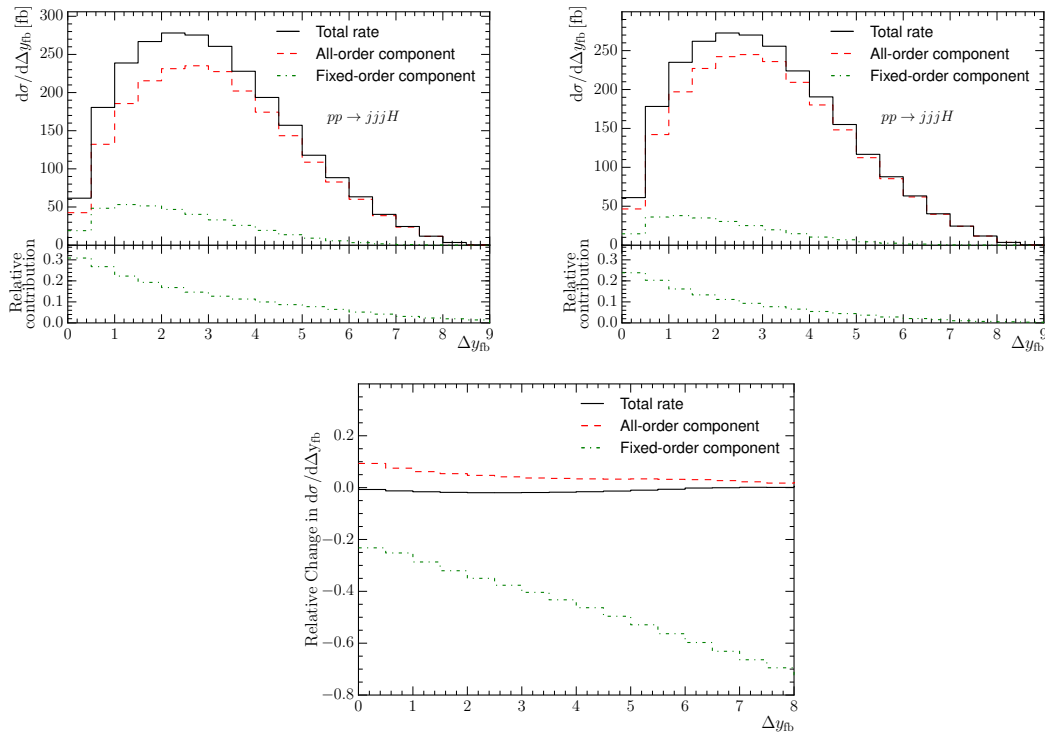 dσ/dΔy_fb [fb]
300
250
200
150
100
50
0
Total rate
All-order component
Fixed-order component
pp → jjjH
Relative
contribution
0.3
0.2
0.1
0.0
0 1 2 3 4 5 6 7 8 9
Δy_fb
dσ/dΔy_fb [fb]
250
200
150
100
50
0
Total rate
All-order component
Fixed-order component
pp → jjjH
Relative
contribution
0.3
0.2
0.1
0.0
0 1 2 3 4 5 6 7 8 9
Δy_fb
Relative Change in dσ/dΔy_fb
0.2
0.0
−0.2
−0.4
−0.6
−0.8
Total rate
All-order component
Fixed-order component
0 1 2 3 4 5 6 7 8
Δy_fb